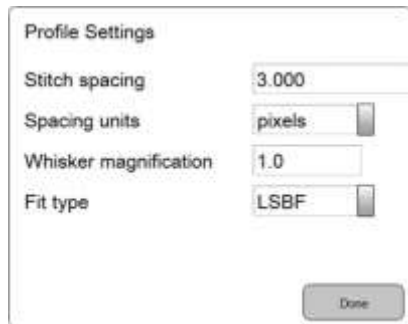 Profile Settings
Stitch spacing 3.000
Spacing units pixels
Whisker magnification 1.0
Fit type LSBF
Done